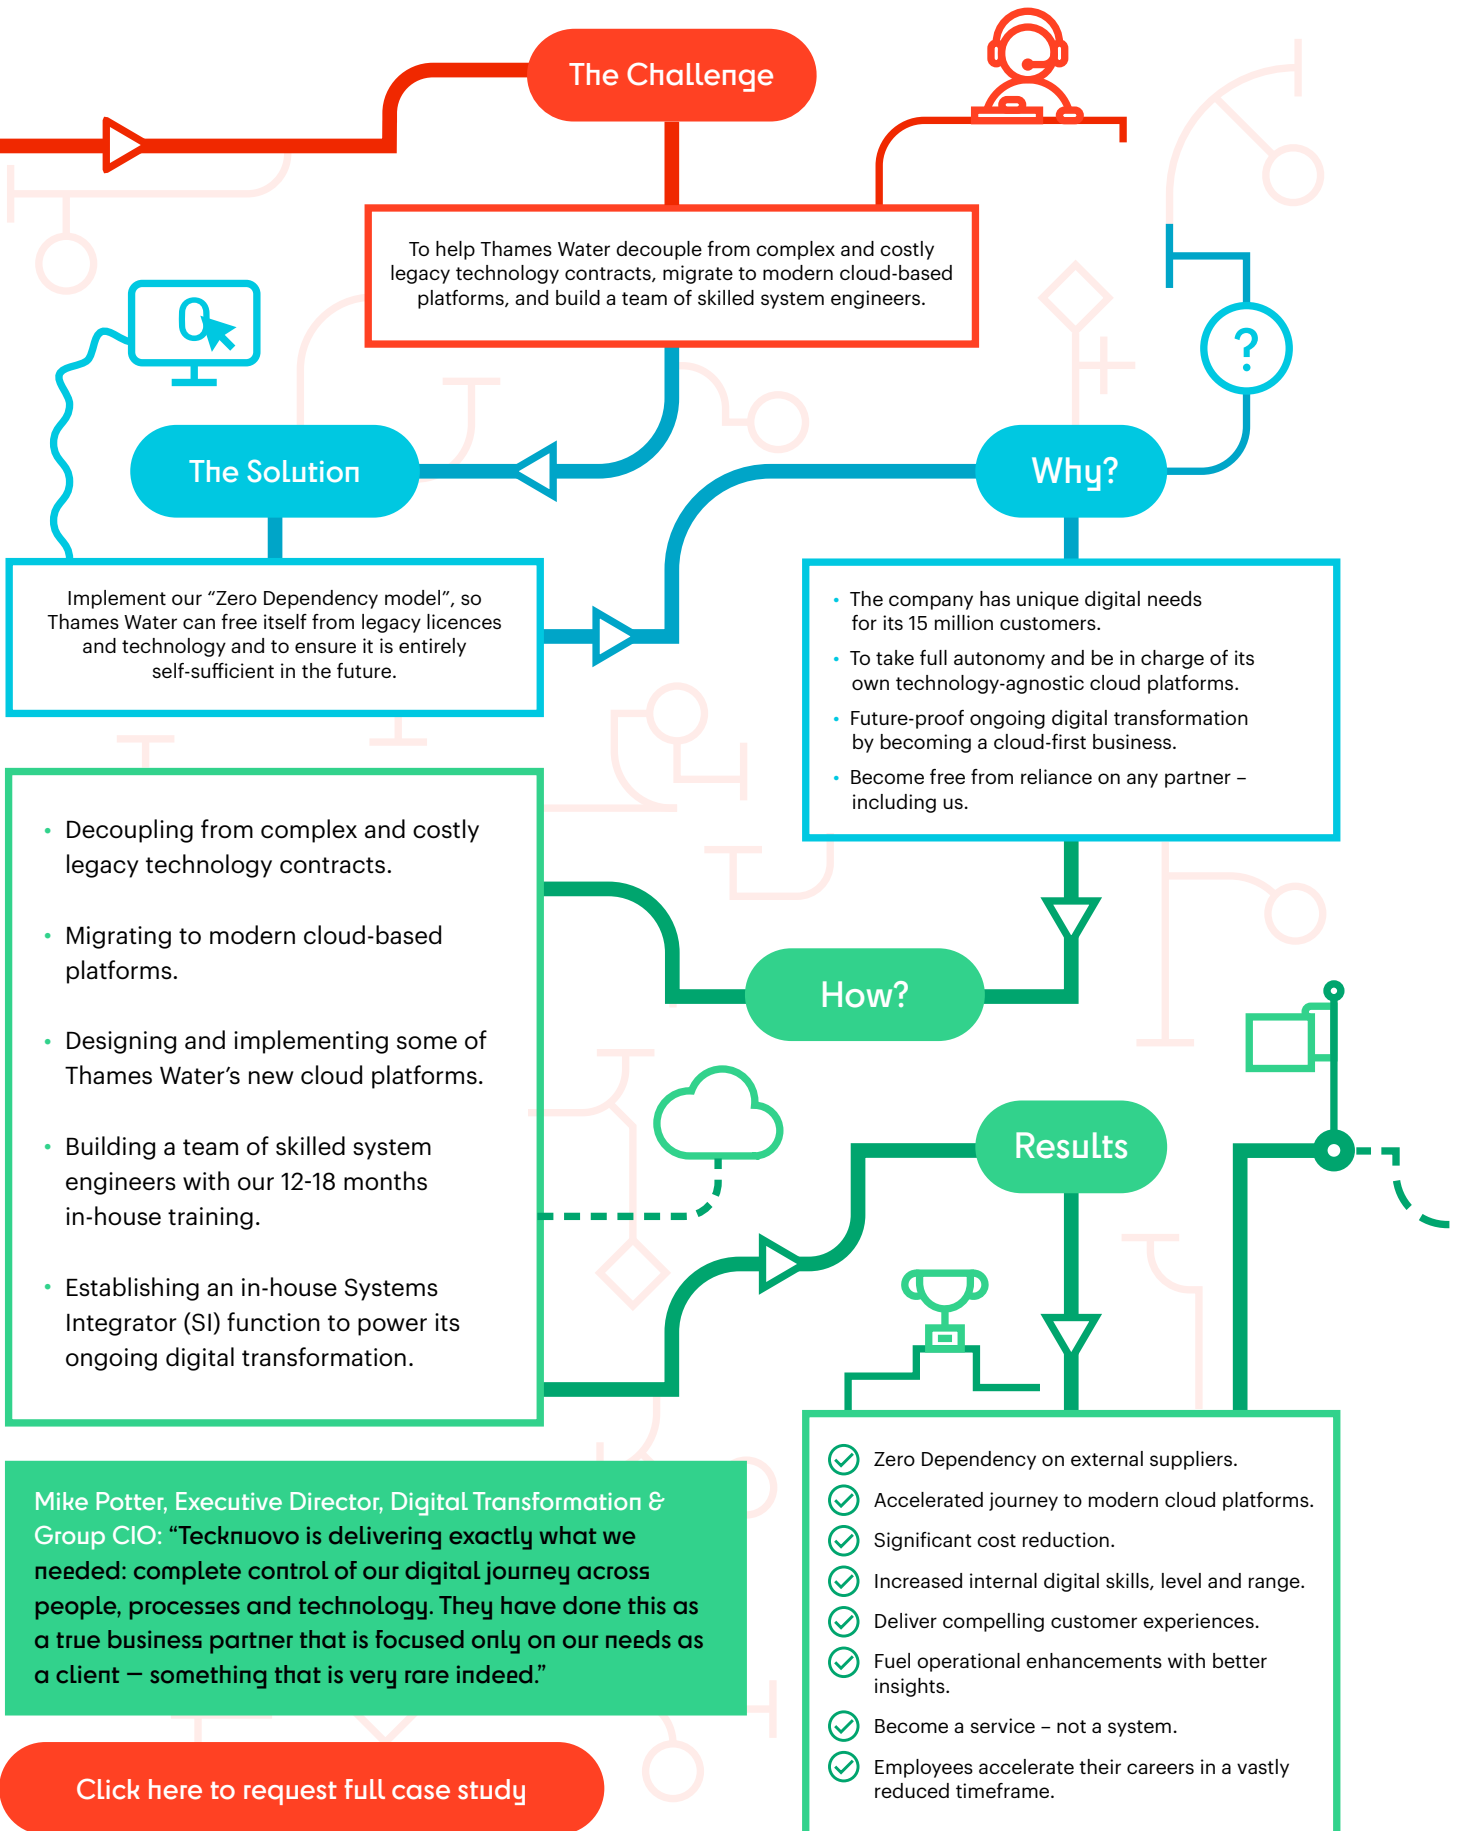 The Challenge
To help Thames Water decouple from complex and costly
legacy technology contracts, migrate to modern cloud-based
platforms, and build a team of skilled system engineers.
0
?
The Solution
Implement our “Zero Dependency model”, so
Thames Water can free itself from legacy licences
and technology and to ensure it is entirely
self-sufficient in the future.
Why?
• The company has unique digital needs
for its 15 million customers.
• To take full autonomy and be in charge of its
own technology-agnostic cloud platforms.
• Future-proof ongoing digital transformation
by becoming a cloud-first business.
• Become free from reliance on any partner –
including us.
How?
• Decoupling from complex and costly
legacy technology contracts.
• Migrating to modern cloud-based
platforms.
• Designing and implementing some of
Thames Water’s new cloud platforms.
• Building a team of skilled system
engineers with our 12-18 months
in-house training.
• Establishing an in-house Systems
Integrator (SI) function to power its
ongoing digital transformation.
Results
Zero Dependency on external suppliers.
Accelerated journey to modern cloud platforms.
Significant cost reduction.
Increased internal digital skills, level and range.
Deliver compelling customer experiences.
Fuel operational enhancements with better
insights.
Become a service – not a system.
Employees accelerate their careers in a vastly
reduced timeframe.
Mike Potter, Executive Director, Digital Transformation &
Group CIO: “Tecknuovo is delivering exactly what we
needed: complete control of our digital journey across
people, processes and technology. They have done this as
a true business partner that is focused only on our needs as
a client – something that is very rare indeed.”
Click here to request full case study